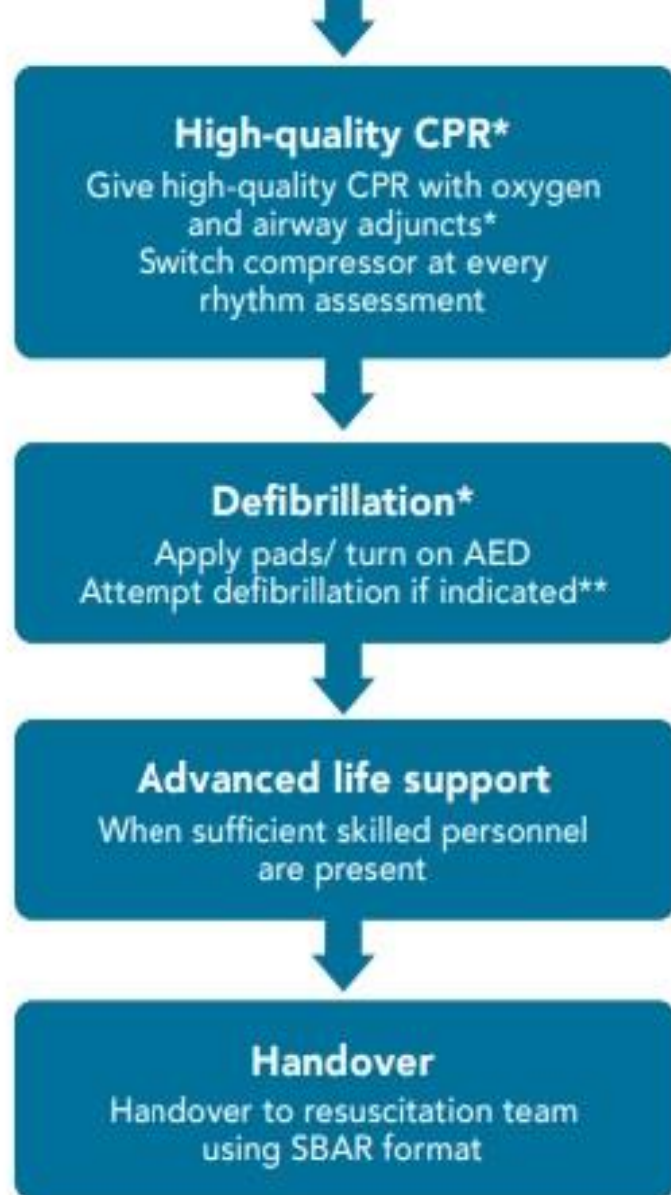 High-quality CPR*
Give high-quality CPR with oxygen
and airway adjuncts*
Switch compressor at every
rhythm assessment
Defibrillation*
Apply pads/ turn on AED
Attempt defibrillation if indicated**
Advanced life support
When sufficient skilled personnel
are present
Handover
Handover to resuscitation team
using SBAR format